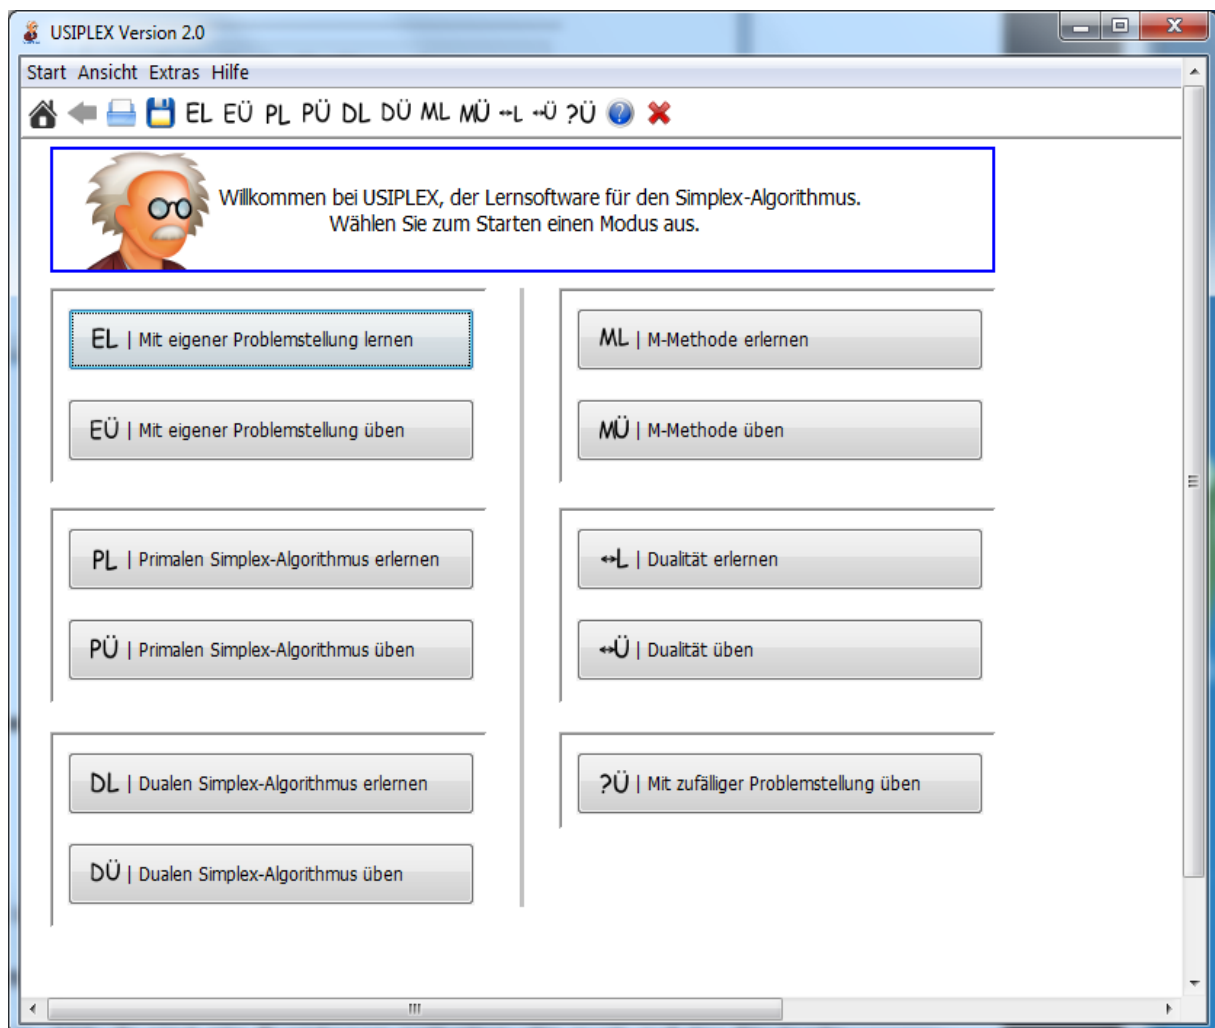 USIPLEX Version 2.0
Start Ansicht Extras Hilfe
EL EÜ PL PÜ DL DÜ ML MÜ ↔L ↔Ü ?Ü
Willkommen bei USIPLEX, der Lernsoftware für den Simplex-Algorithmus.
Wählen Sie zum Starten einen Modus aus.
EL | Mit eigener Problemstellung lernen
EÜ | Mit eigener Problemstellung üben
PL | Primalen Simplex-Algorithmus erlernen
PÜ | Primalen Simplex-Algorithmus üben
DL | Dualen Simplex-Algorithmus erlernen
DÜ | Dualen Simplex-Algorithmus üben
ML | M-Methode erlernen
MÜ | M-Methode üben
↔L | Dualität erlernen
↔Ü | Dualität üben
?Ü | Mit zufälliger Problemstellung üben